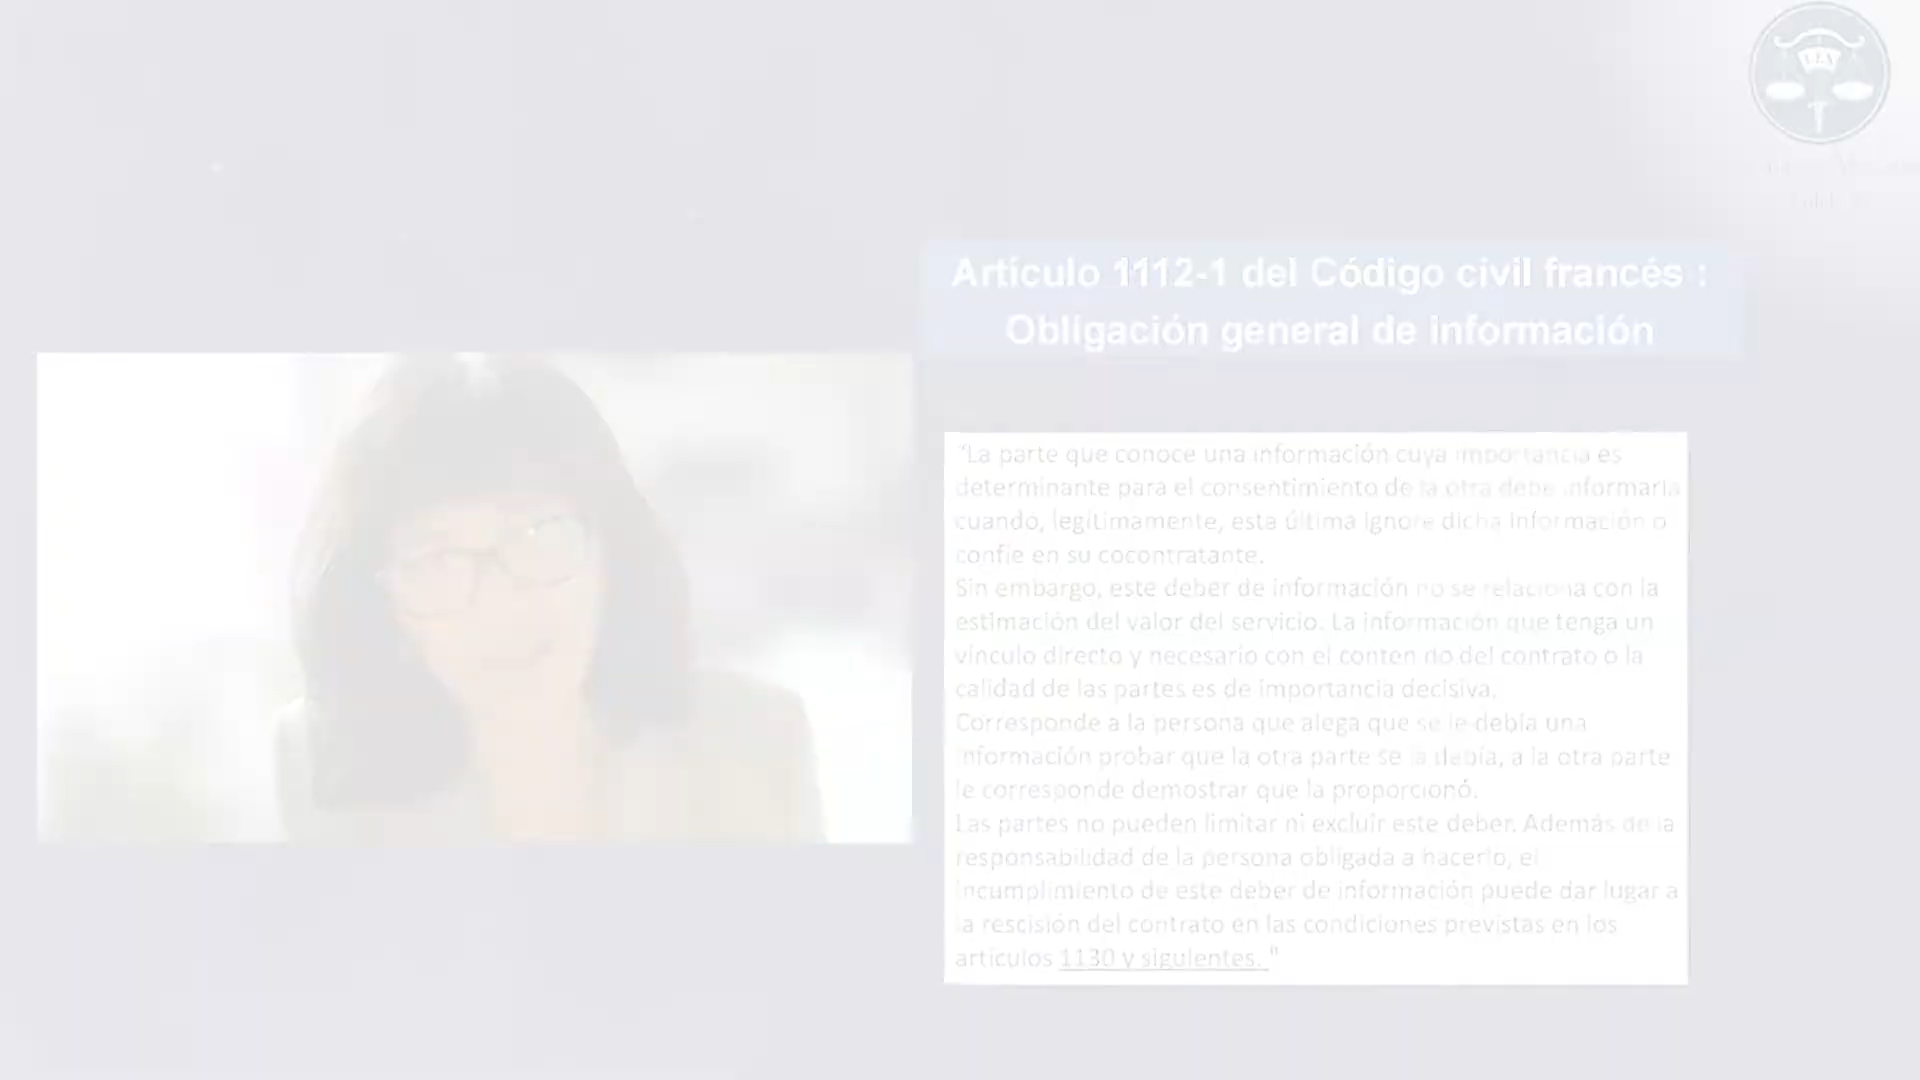 Artículo 1112-1 del Código civil francés :
Obligación general de información
"La parte que conoce una información cuya importancia es
determinante para el consentimiento de la otra debe informarla
cuando, legítimamente, esta última ignore dicha información o
confíe en su cocontratante.
Sin embargo, este deber de información no se relaciona con la
estimación del valor del servicio. La información que tenga un
vínculo directo y necesario con el contenido del contrato o la
calidad de las partes es de importancia decisiva.
Corresponde a la persona que alega que se le debía una
información probar que la otra parte se la debía, a la otra parte
le corresponde demostrar que la proporcionó.
Las partes no pueden limitar ni excluir este deber. Además de la
responsabilidad de la persona obligada a hacerlo, el
incumplimiento de este deber de información puede dar lugar a
la rescisión del contrato en las condiciones previstas en los
artículos 1130 y siguientes. "